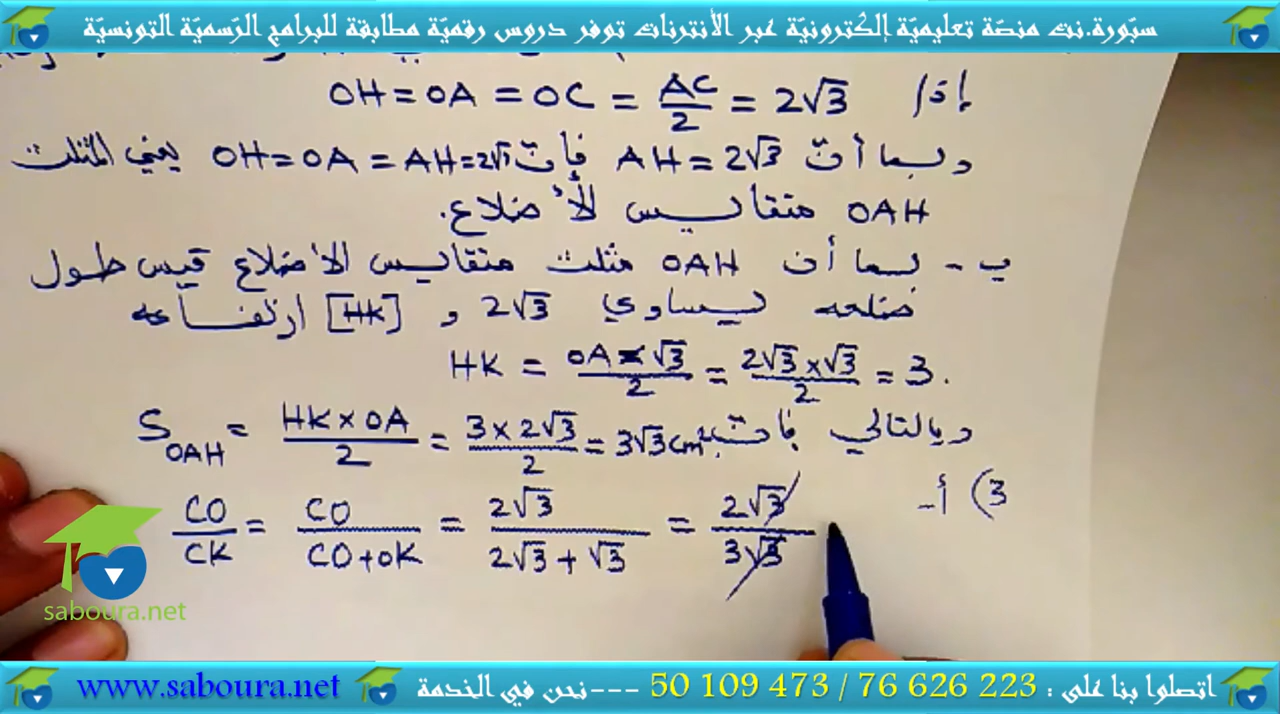 سبّورة.نت منصّة تعليميّة إلكترونيّة عبر الأنترنات توفر دروس رقميّة مطابقة للبرامج الرّسميّة التونسيّة
إذا OH = OA = OC = AC/2 = 2√3
وبما أنّ AH = 2√3 فإنّ OH = OA = AH = 2√3 يعني المثلث
OAH متقايس الأضلاع.
ب - بما أن OAH مثلث متقايس الاضلاع قيس طول
ضلعه يساوي 2√3 و [HK] ارتفاعه
HK = OA×√3/2 = 2√3×√3/2 = 3.
وبالتالي فإنّ S_OAH = HK×OA/2 = 3×2√3/2 = 3√3 cm².
3) أ - CO/CK = CO/CO+OK = 2√3/2√3+√3 = 2√3/3√3
saboura.net
اتصلوا بنا على : 223 626 76 / 473 109 50 ---نحن في الخدمة www.saboura.net